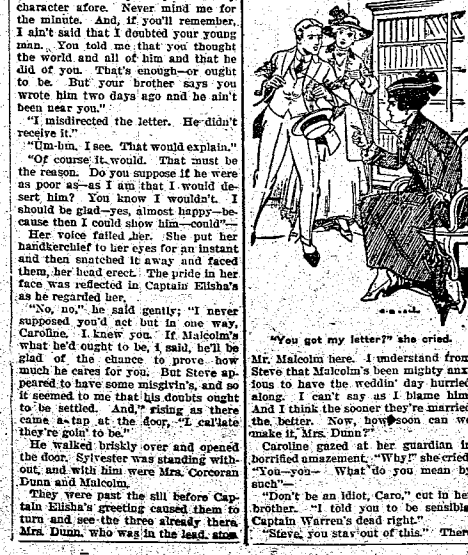 character afore. Never mind me for
the minute. And, if you'll remember,
I ain't said that I doubted your young
man. You told me that you thought
the world and all of him and that he
did of you. That's enough—or ought
to be. But your brother says you
wrote him two days ago and he ain't
been near you."
"I misdirected the letter. He didn't
receive it."
"Um-hm. I see. That would explain."
"Of course it would. That must be
the reason. Do you suppose if he were
as poor as—as I am that I would de-
sert him? You know I wouldn't. I
should be glad—yes, almost happy—be-
cause then I could show him—could"—
Her voice failed her. She put her
handkerchief to her eyes for an instant
and then snatched it away and faced
them, her head erect. The pride in her
face was reflected in Captain Elisha's
as he regarded her.
"No, no," he said gently; "I never
supposed you'd act but in one way,
Caroline. I knew you. If Malcolm's
what he'd ought to be, I said, he'll be
glad of the chance to prove how
much he cares for you. But Steve ap-
peared to have some misgivin's, and so
it seemed to me that his doubts ought
to be settled. And," rising as there
came a tap at the door, "I cal'late
they're goin' to be."
He walked briskly over and opened
the door. Sylvester was standing with-
out, and with him were Mrs. Corcoran
Dunn and Malcolm.
They were past the sill before Cap-
tain Elisha's greeting caused them to
turn and see the three already there.
Mrs. Dunn, who was in the lead, stop
"You got my letter?" she cried.
Mr. Malcolm here. I understand from
Steve that Malcolm's been mighty anx
ious to have the weddin' day hurried
along. I can't say as I blame him
And I think the sooner they're married
the better. Now, how soon can we
make it, Mrs. Dunn?"
Caroline gazed at her guardian in
horrified amazement. "Why!" she cried
"You—you— What do you mean by
such"—
"Don't be an idiot, Caro," cut in her
brother. "I told you to be sensible
Captain Warren's dead right."
"Steve, you stay out of this." Ther